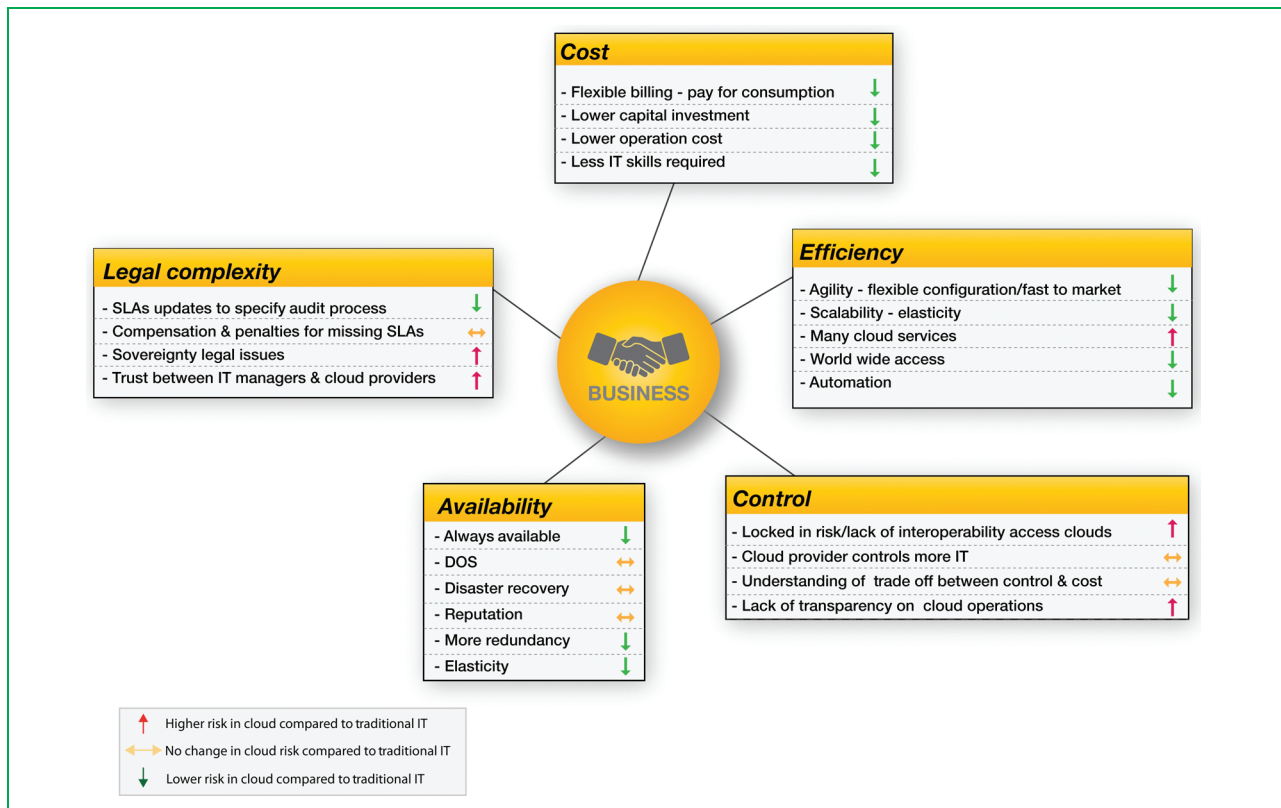 Cost
- Flexible billing - pay for consumption
- Lower capital investment
- Lower operation cost
- Less IT skills required
Legal complexity
- SLAs updates to specify audit process
- Compensation & penalties for missing SLAs
- Sovereignty legal issues
- Trust between IT managers & cloud providers
Efficiency
- Agility - flexible configuration/fast to market
- Scalability - elasticity
- Many cloud services
- World wide access
- Automation
BUSINESS
Availability
- Always available
- DOS
- Disaster recovery
- Reputation
- More redundancy
- Elasticity
Control
- Locked in risk/lack of interoperability access clouds
- Cloud provider controls more IT
- Understanding of trade off between control & cost
- Lack of transparency on cloud operations
Higher risk in cloud compared to traditional IT
No change in cloud risk compared to traditional IT
Lower risk in cloud compared to traditional IT